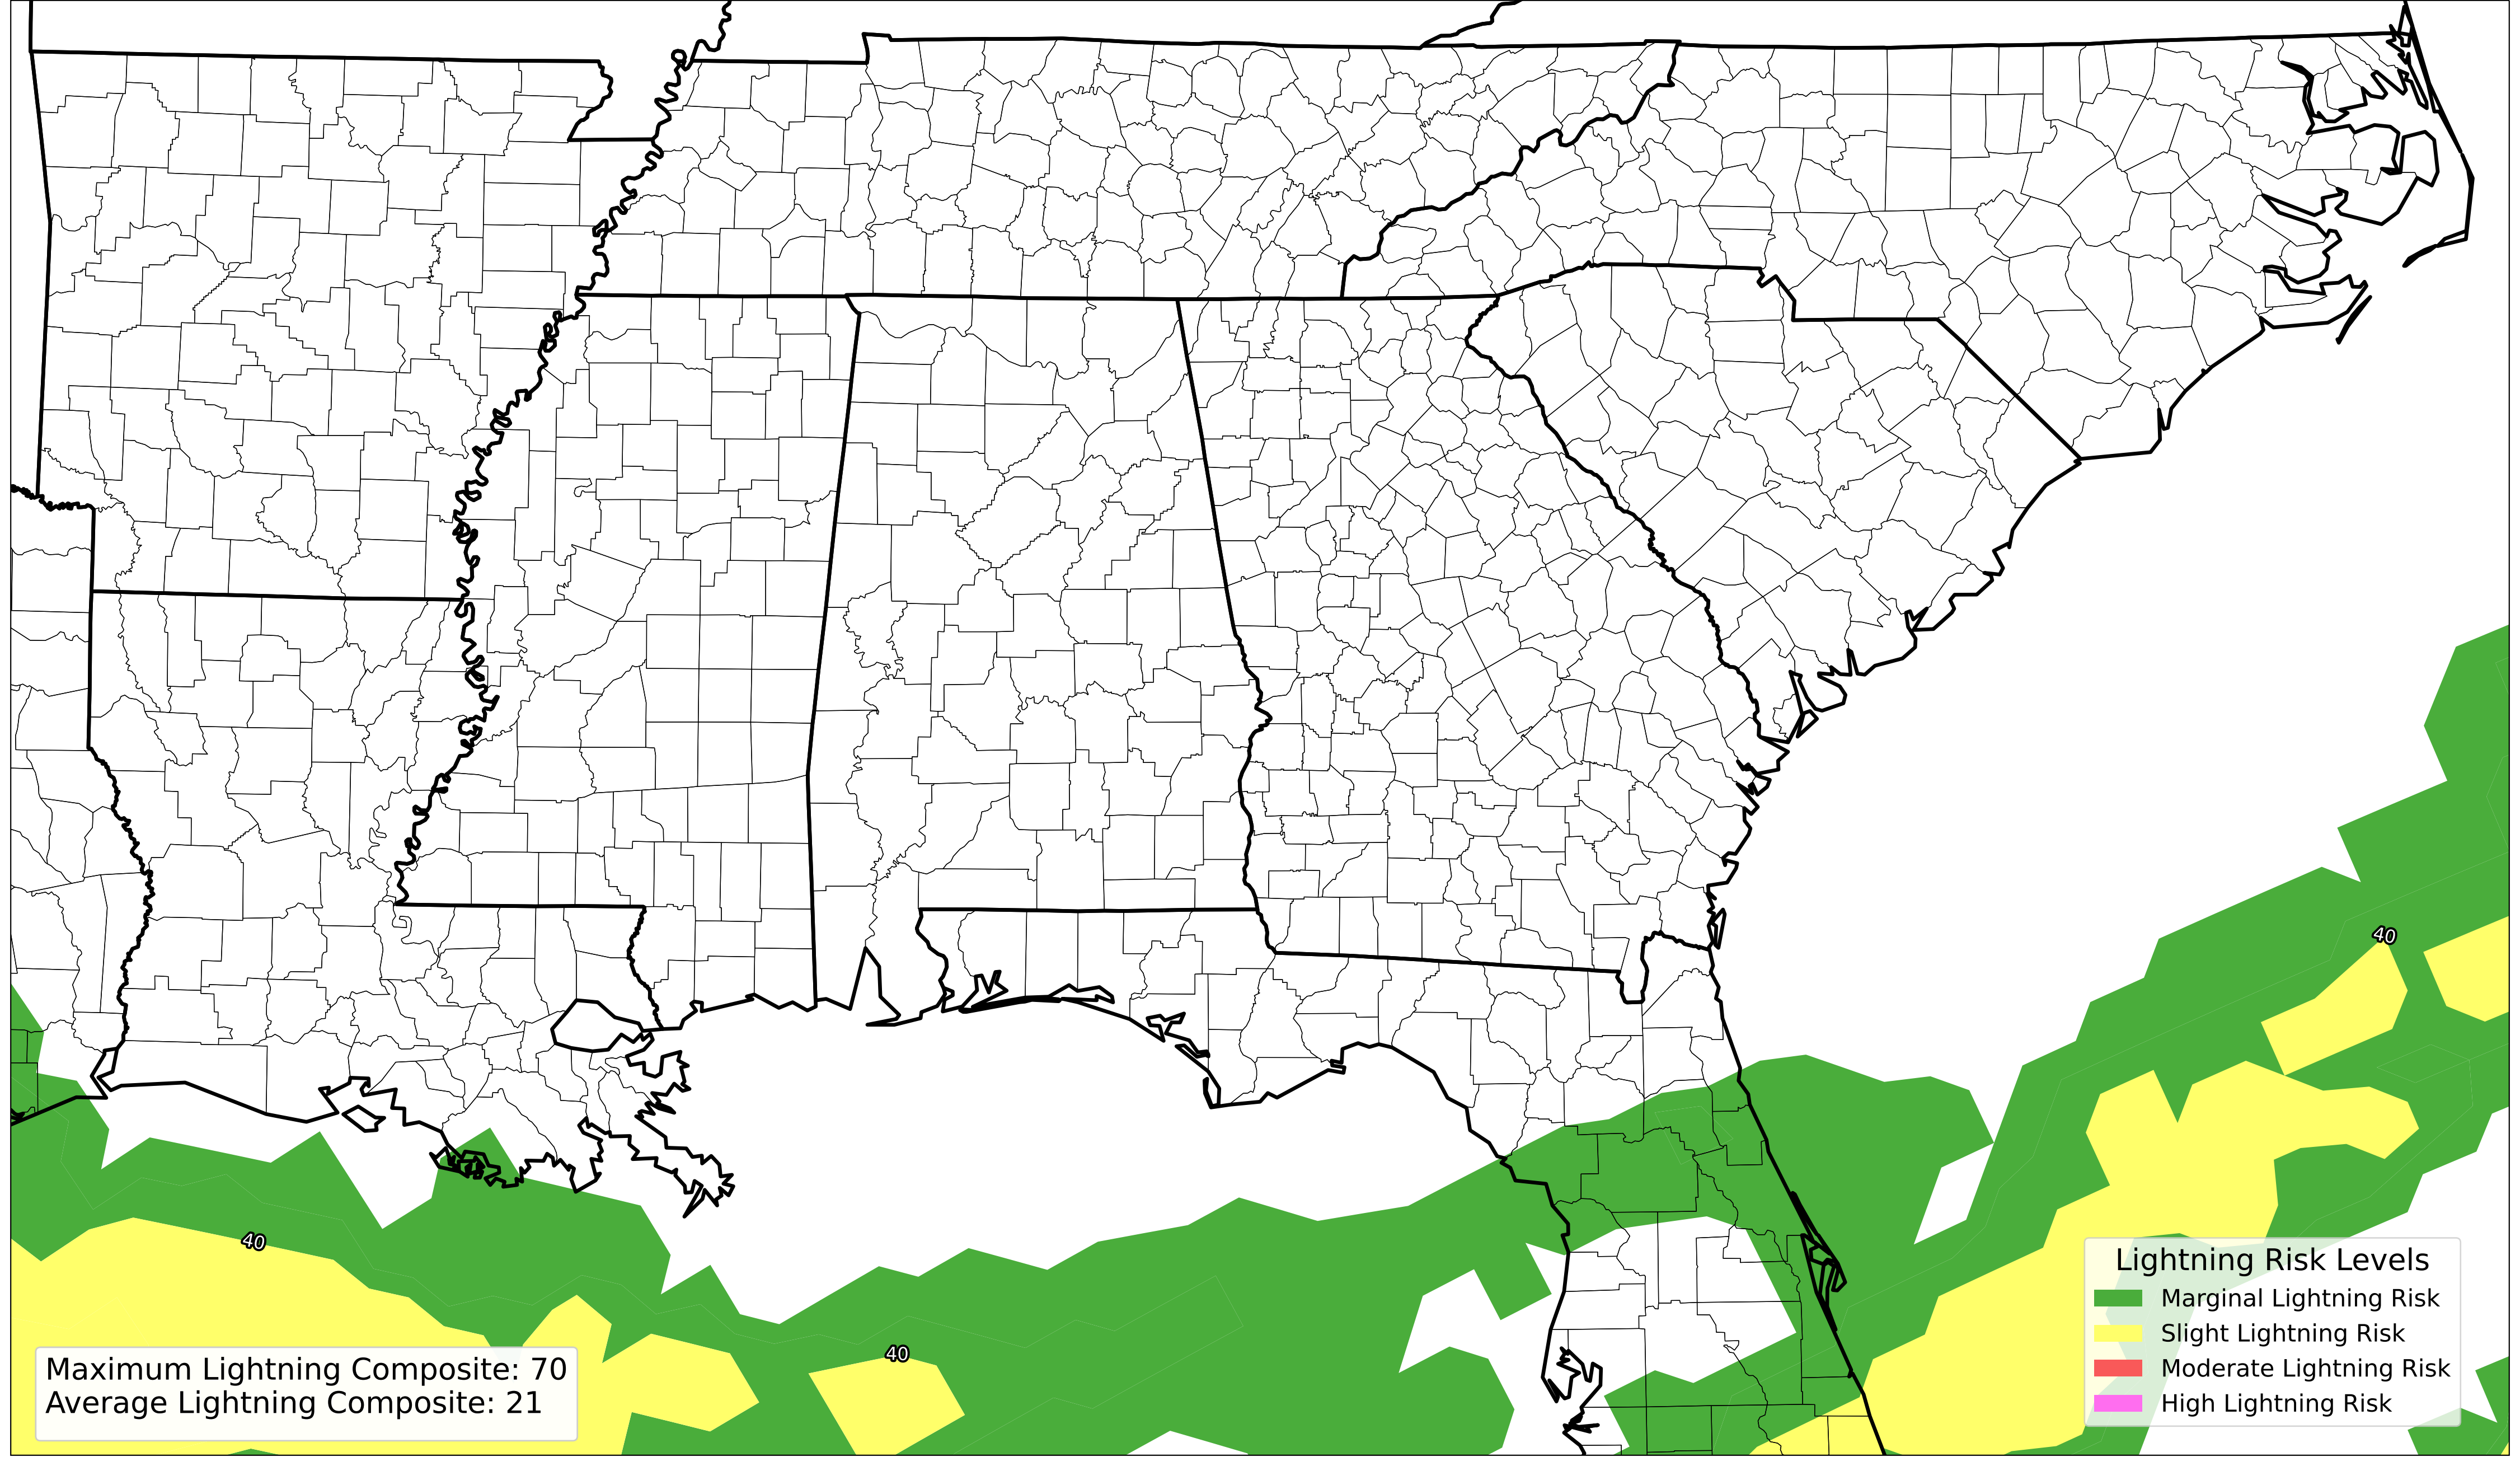 40
40
40
Lightning Risk Levels
Marginal Lightning Risk
Slight Lightning Risk
Moderate Lightning Risk
High Lightning Risk
Maximum Lightning Composite: 70
Average Lightning Composite: 21